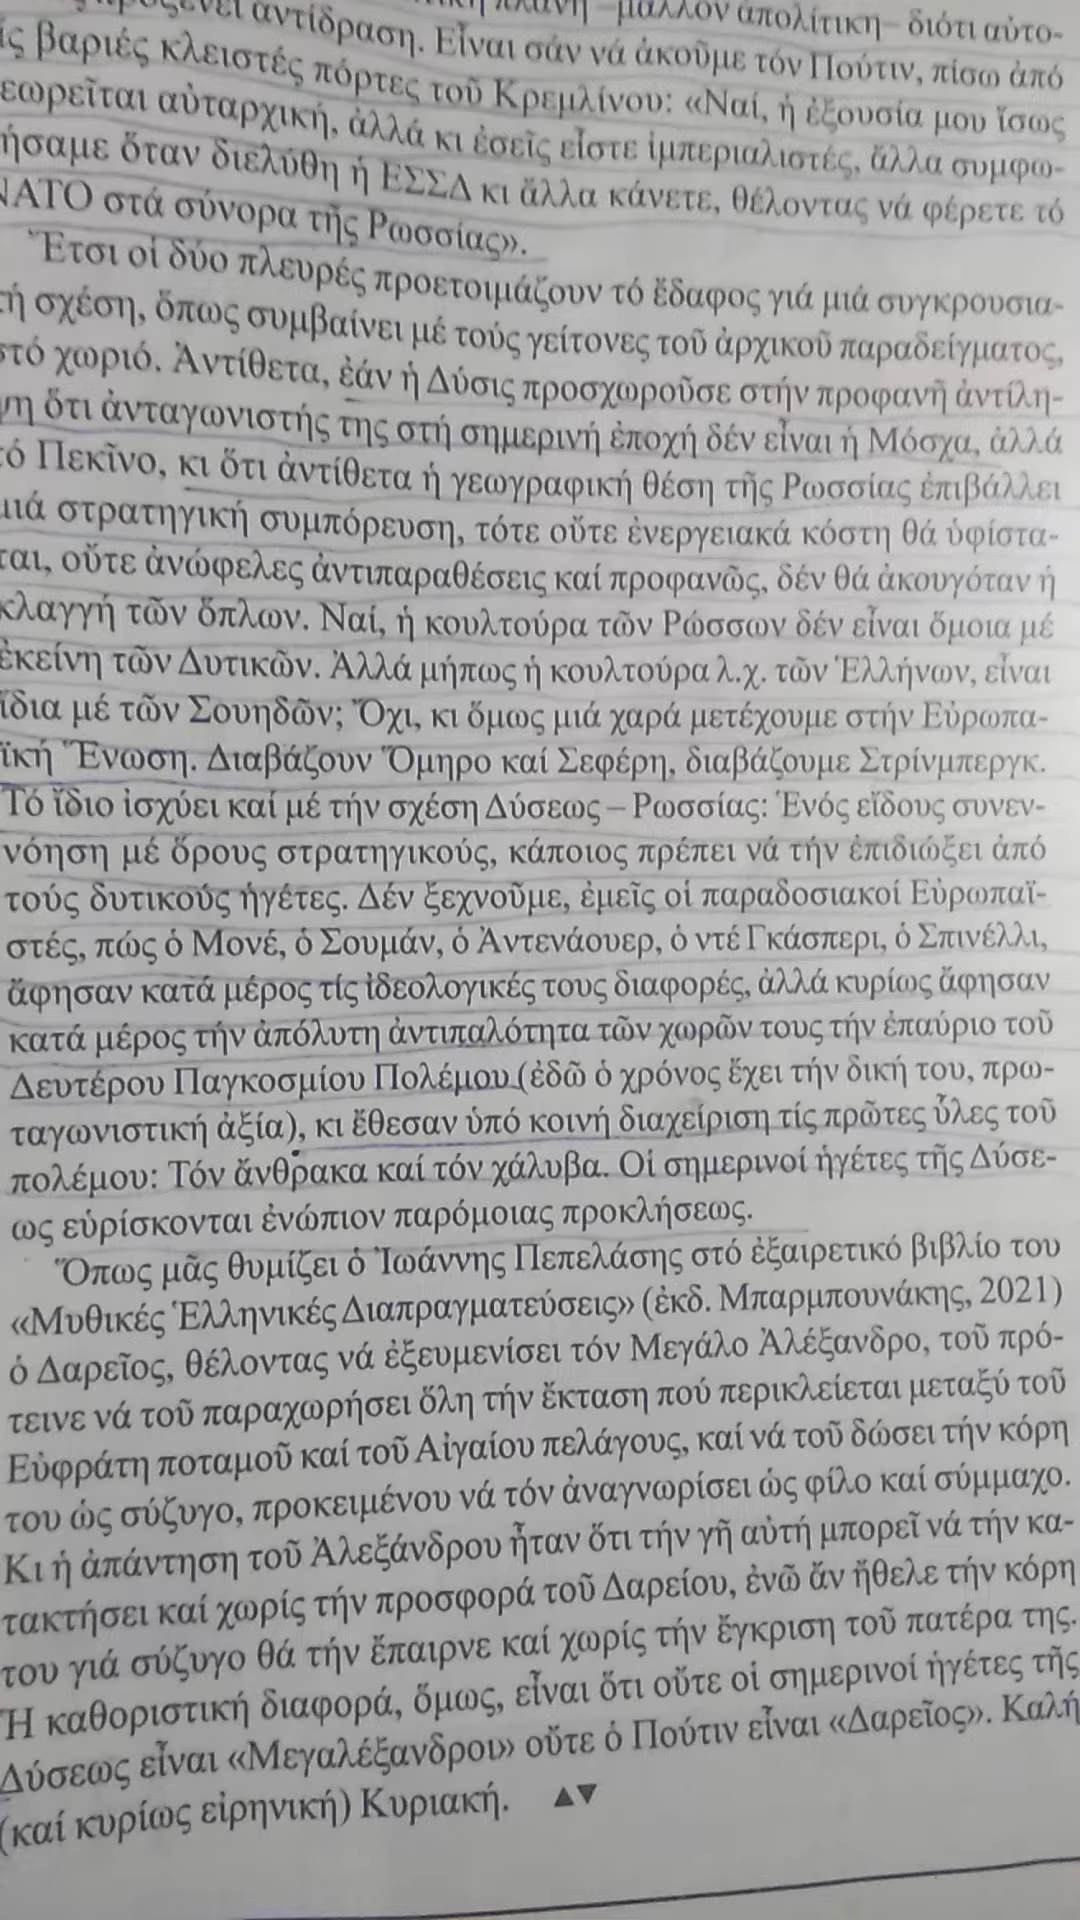 αντίδραση. Εἶναι σάν νά ἀκοῦμε τόν Πούτιν, πίσω ἀπό
βαριές κλειστές πόρτες τοῦ Κρεμλίνου: «Ναί, ἡ ἐξουσία μου ἴσως
εωρεῖται αὐταρχική, ἀλλά κι ἐσεῖς εἶστε ἰμπεριαλιστές, ἄλλα συμφω-
ήσαμε ὅταν διελύθη ἡ ΕΣΣΔ κι ἄλλα κάνετε, θέλοντας νά φέρετε τό
ΝΑΤΟ στά σύνορα τῆς Ρωσσίας».
Ἔτσι οἱ δύο πλευρές προετοιμάζουν τό ἔδαφος γιά μιά συγκρουσια-
τή σχέση, ὅπως συμβαίνει μέ τούς γείτονες τοῦ ἀρχικοῦ παραδείγματος,
στό χωριό. Ἀντίθετα, ἐάν ἡ Δύσις προσχωροῦσε στήν προφανῆ ἀντίλη-
ψη ὅτι ἀνταγωνιστής της στή σημερινή ἐποχή δέν εἶναι ἡ Μόσχα, ἀλλά
τό Πεκῖνο, κι ὅτι ἀντίθετα ἡ γεωγραφική θέση τῆς Ρωσσίας ἐπιβάλλει
μιά στρατηγική συμπόρευση, τότε οὔτε ἐνεργειακά κόστη θά ὑφίστα-
ται, οὔτε ἀνώφελες ἀντιπαραθέσεις καί προφανῶς, δέν θά ἀκουγόταν ἡ
κλαγγή τῶν ὅπλων. Ναί, ἡ κουλτούρα τῶν Ρώσσων δέν εἶναι ὅμοια μέ
ἐκείνη τῶν Δυτικῶν. Ἀλλά μήπως ἡ κουλτούρα λ.χ. τῶν Ἑλλήνων, εἶναι
ἴδια μέ τῶν Σουηδῶν; Ὄχι, κι ὅμως μιά χαρά μετέχουμε στήν Εὐρωπα-
ϊκή Ἕνωση. Διαβάζουν Ὅμηρο καί Σεφέρη, διαβάζουμε Στρίνμπεργκ.
Τό ἴδιο ἰσχύει καί μέ τήν σχέση Δύσεως – Ρωσσίας: Ἑνός εἴδους συνεν-
νόηση μέ ὅρους στρατηγικούς, κάποιος πρέπει νά τήν ἐπιδιώξει ἀπό
τούς δυτικούς ἡγέτες. Δέν ξεχνοῦμε, ἐμεῖς οἱ παραδοσιακοί Εὐρωπαϊ-
στές, πώς ὁ Μονέ, ὁ Σουμάν, ὁ Ἀντενάουερ, ὁ ντέ Γκάσπερι, ὁ Σπινέλλι,
ἄφησαν κατά μέρος τίς ἰδεολογικές τους διαφορές, ἀλλά κυρίως ἄφησαν
κατά μέρος τήν ἀπόλυτη ἀντιπαλότητα τῶν χωρῶν τους τήν ἐπαύριο τοῦ
Δευτέρου Παγκοσμίου Πολέμου (ἐδῶ ὁ χρόνος ἔχει τήν δική του, πρω-
ταγωνιστική ἀξία), κι ἔθεσαν ὑπό κοινή διαχείριση τίς πρῶτες ὗλες τοῦ
πολέμου: Τόν ἄνθρακα καί τόν χάλυβα. Οἱ σημερινοί ἡγέτες τῆς Δύσε-
ως εὑρίσκονται ἐνώπιον παρόμοιας προκλήσεως.
Ὅπως μᾶς θυμίζει ὁ Ἰωάννης Πεπελάσης στό ἐξαιρετικό βιβλίο του
«Μυθικές Ἑλληνικές Διαπραγματεύσεις» (ἐκδ. Μπαρμπουνάκης, 2021)
ὁ Δαρεῖος, θέλοντας νά ἐξευμενίσει τόν Μεγάλο Ἀλέξανδρο, τοῦ πρό-
τεινε νά τοῦ παραχωρήσει ὅλη τήν ἔκταση πού περικλείεται μεταξύ τοῦ
Εὐφράτη ποταμοῦ καί τοῦ Αἰγαίου πελάγους, καί νά τοῦ δώσει τήν κόρη
του ὡς σύζυγο, προκειμένου νά τόν ἀναγνωρίσει ὡς φίλο καί σύμμαχο.
Κι ἡ ἀπάντηση τοῦ Ἀλεξάνδρου ἦταν ὅτι τήν γῆ αὐτή μπορεῖ νά τήν κα-
τακτήσει καί χωρίς τήν προσφορά τοῦ Δαρείου, ἐνῶ ἄν ἤθελε τήν κόρη
του γιά σύζυγο θά τήν ἔπαιρνε καί χωρίς τήν ἔγκριση τοῦ πατέρα της.
Ἡ καθοριστική διαφορά, ὅμως, εἶναι ὅτι οὔτε οἱ σημερινοί ἡγέτες τῆς
Δύσεως εἶναι «Μεγαλέξανδροι» οὔτε ὁ Πούτιν εἶναι «Δαρεῖος». Καλή
(καί κυρίως εἰρηνική) Κυριακή. ▲▼